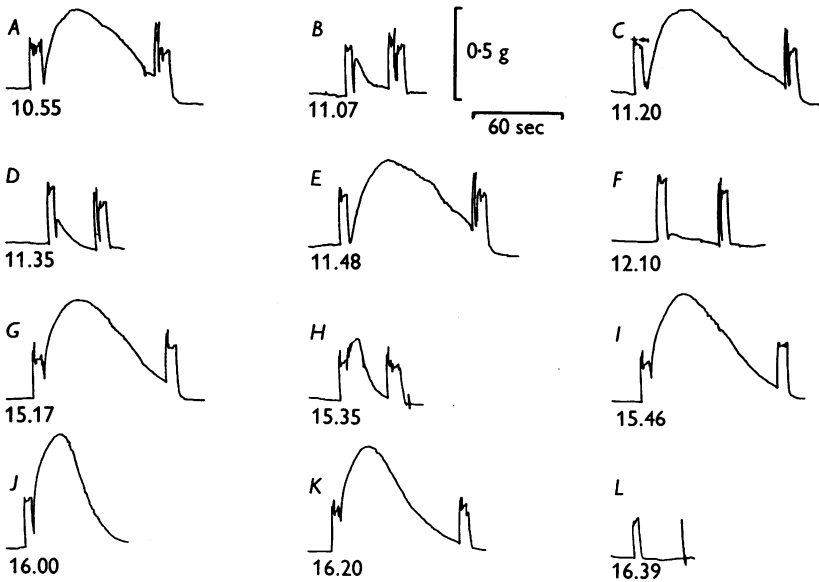 A
10.55
B
11.07
0·5 g
60 sec
C
11.20
D
11.35
E
11.48
F
12.10
G
15.17
H
15.35
I
15.46
J
16.00
K
16.20
L
16.39